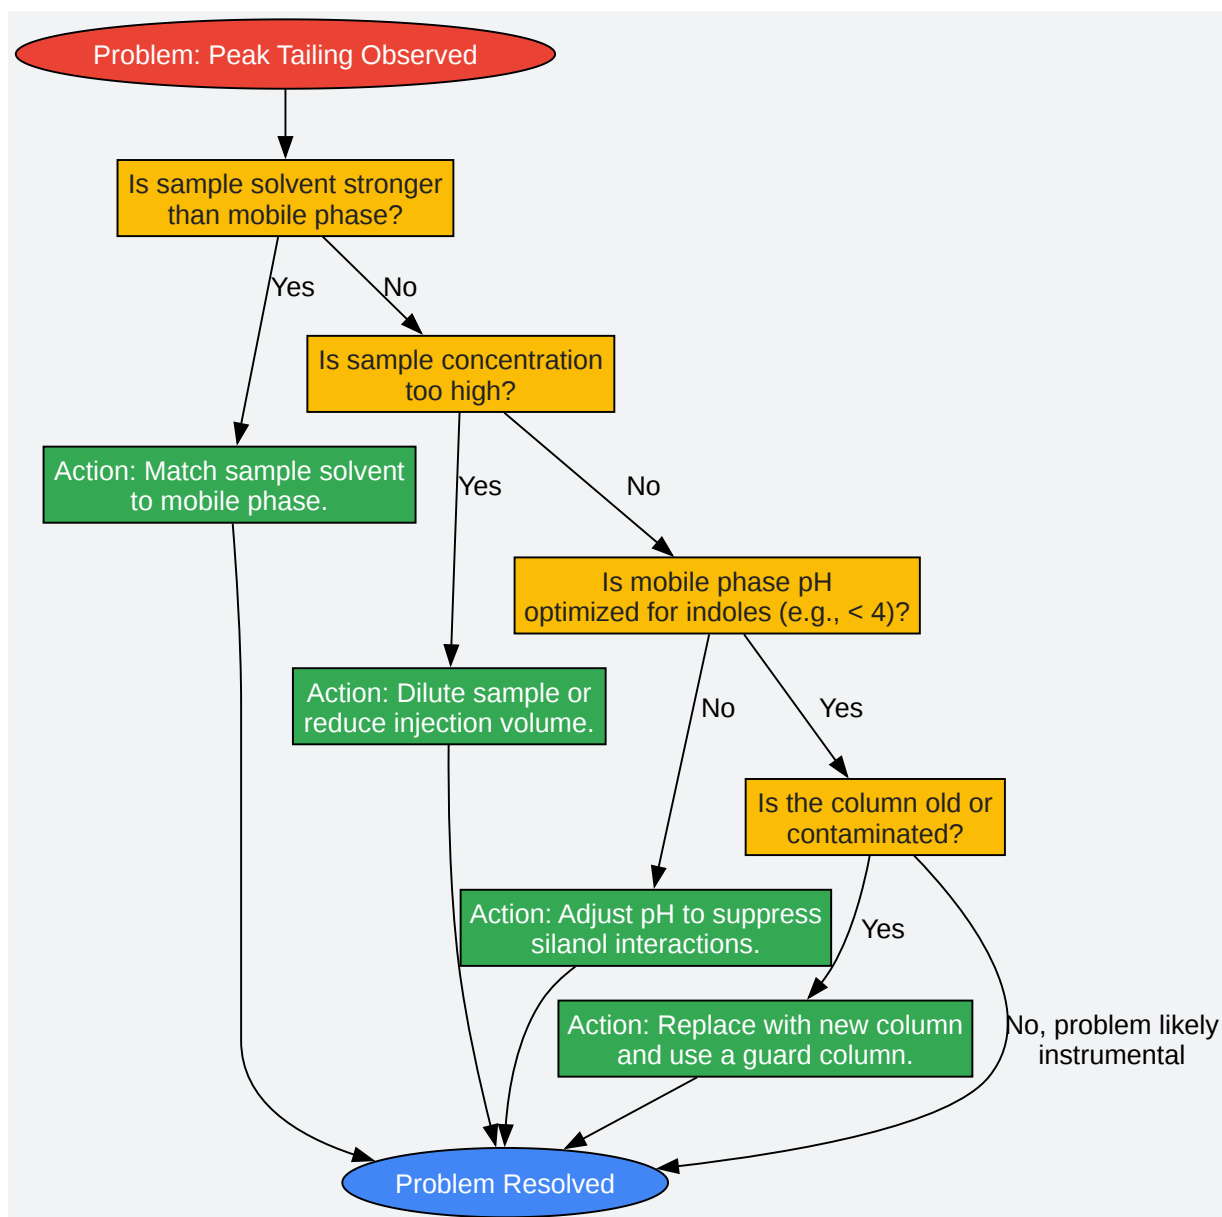 Problem: Peak Tailing Observed
Is sample solvent stronger
than mobile phase?
Yes
No
Is sample concentration
too high?
Action: Match sample solvent
to mobile phase.
Yes
No
Is mobile phase pH
optimized for indoles (e.g., < 4)?
Action: Dilute sample or
reduce injection volume.
No
Yes
Is the column old or
contaminated?
Action: Adjust pH to suppress
silanol interactions.
Yes
Action: Replace with new column
and use a guard column.
No, problem likely
instrumental
Problem Resolved